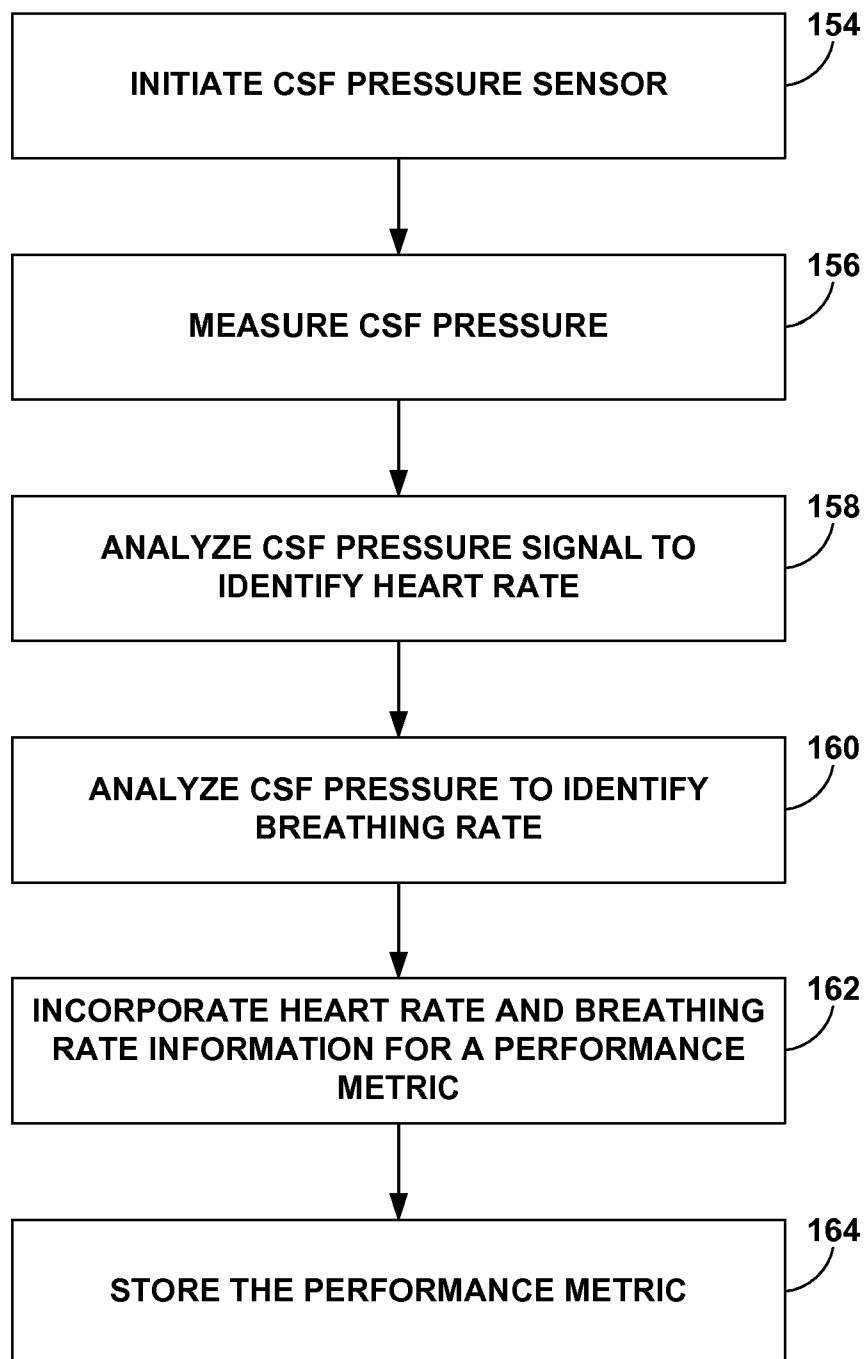 154
INITIATE CSF PRESSURE SENSOR
156
MEASURE CSF PRESSURE
158
ANALYZE CSF PRESSURE SIGNAL TO
IDENTIFY HEART RATE
160
ANALYZE CSF PRESSURE TO IDENTIFY
BREATHING RATE
162
INCORPORATE HEART RATE AND BREATHING
RATE INFORMATION FOR A PERFORMANCE
METRIC
164
STORE THE PERFORMANCE METRIC